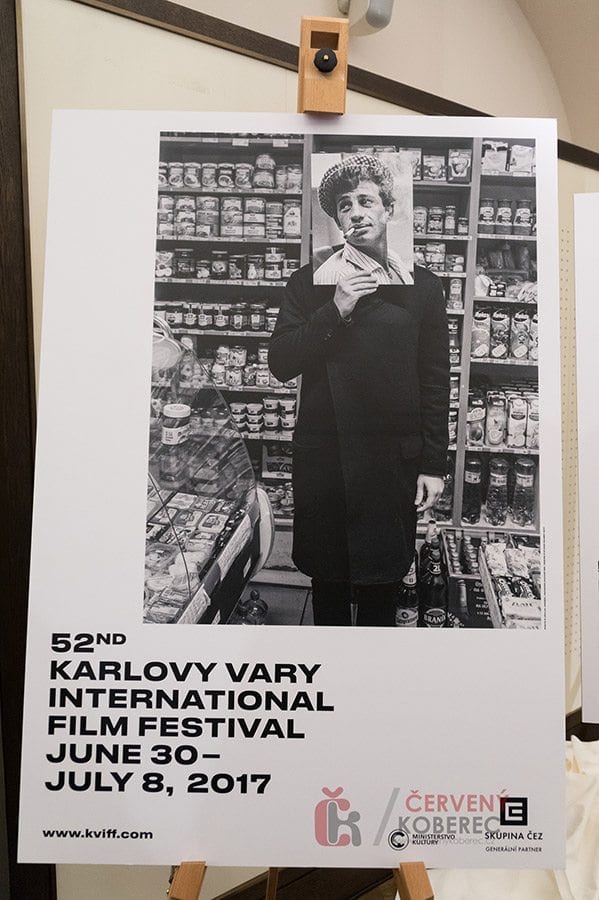 52ND
KARLOVY VARY
INTERNATIONAL
FILM FESTIVAL
JUNE 30–
JULY 8, 2017
www.kviff.com
ČERVENÝ
KOBEREC
MINISTERSTVO
KULTURY
SKUPINA ČEZ
GENERÁLNÍ PARTNER